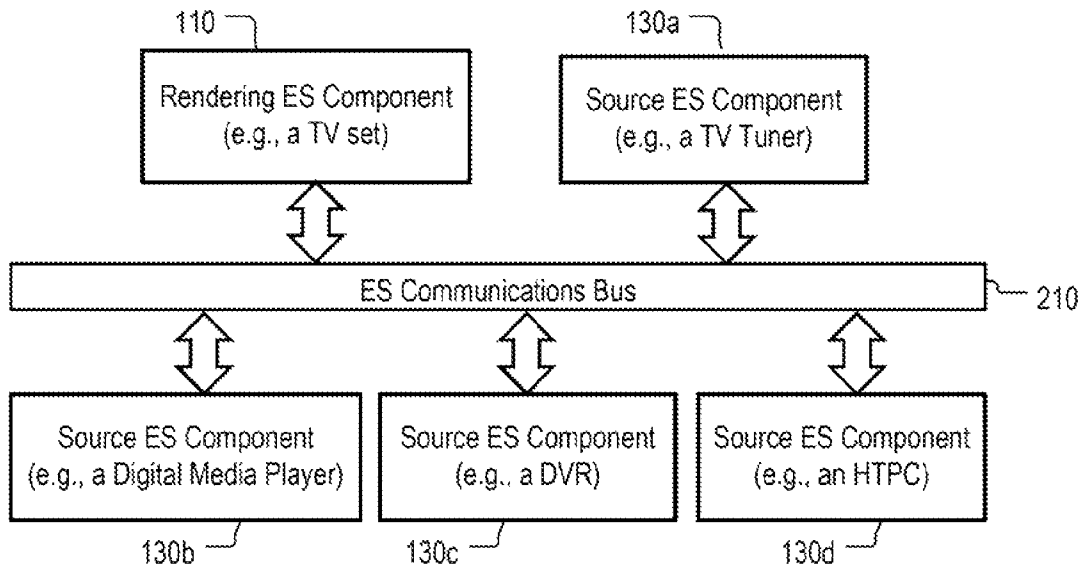 110
130a
Rendering ES Component
(e.g., a TV set)
Source ES Component
(e.g., a TV Tuner)
ES Communications Bus
210
Source ES Component
(e.g., a Digital Media Player)
Source ES Component
(e.g., a DVR)
Source ES Component
(e.g., an HTPC)
130b
130c
130d